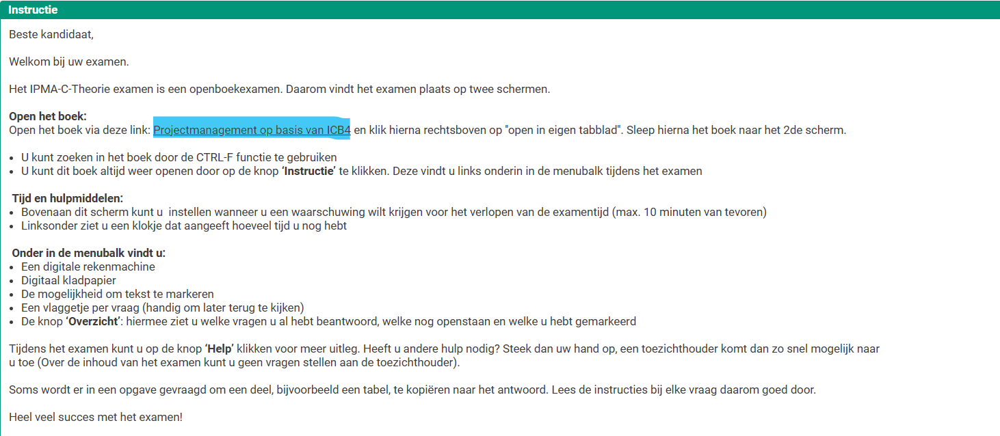 Instructie
Beste kandidaat,
Welkom bij uw examen.
Het IPMA-C-Theorie examen is een openboekexamen. Daarom vindt het examen plaats op twee schermen.
Open het boek:
Open het boek via deze link: Projectmanagement op basis van ICB4 en klik hierna rechtsboven op "open in eigen tabblad". Sleep hierna het boek naar het 2de scherm.
• U kunt zoeken in het boek door de CTRL-F functie te gebruiken
• U kunt dit boek altijd weer openen door op de knop ‘Instructie’ te klikken. Deze vindt u links onderin in de menubalk tijdens het examen
Tijd en hulpmiddelen:
• Bovenaan dit scherm kunt u instellen wanneer u een waarschuwing wilt krijgen voor het verlopen van de examentijd (max. 10 minuten van tevoren)
• Linksonder ziet u een klokje dat aangeeft hoeveel tijd u nog hebt
Onder in de menubalk vindt u:
• Een digitale rekenmachine
• Digitaal kladpapier
• De mogelijkheid om tekst te markeren
• Een vlaggetje per vraag (handig om later terug te kijken)
• De knop ‘Overzicht’: hiermee ziet u welke vragen u al hebt beantwoord, welke nog openstaan en welke u hebt gemarkeerd
Tijdens het examen kunt u op de knop ‘Help’ klikken voor meer uitleg. Heeft u andere hulp nodig? Steek dan uw hand op, een toezichthouder komt dan zo snel mogelijk naar
u toe (Over de inhoud van het examen kunt u geen vragen stellen aan de toezichthouder).
Soms wordt er in een opgave gevraagd om een deel, bijvoorbeeld een tabel, te kopiëren naar het antwoord. Lees de instructies bij elke vraag daarom goed door.
Heel veel succes met het examen!